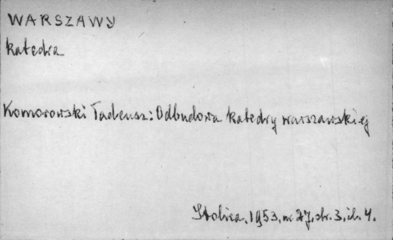 WARSZAWY
Katedra
Komorowski Tadeusz: Odbudowa katedry warszawskiej
Stolica, 1953, nr 27, str. 3, il. 4.